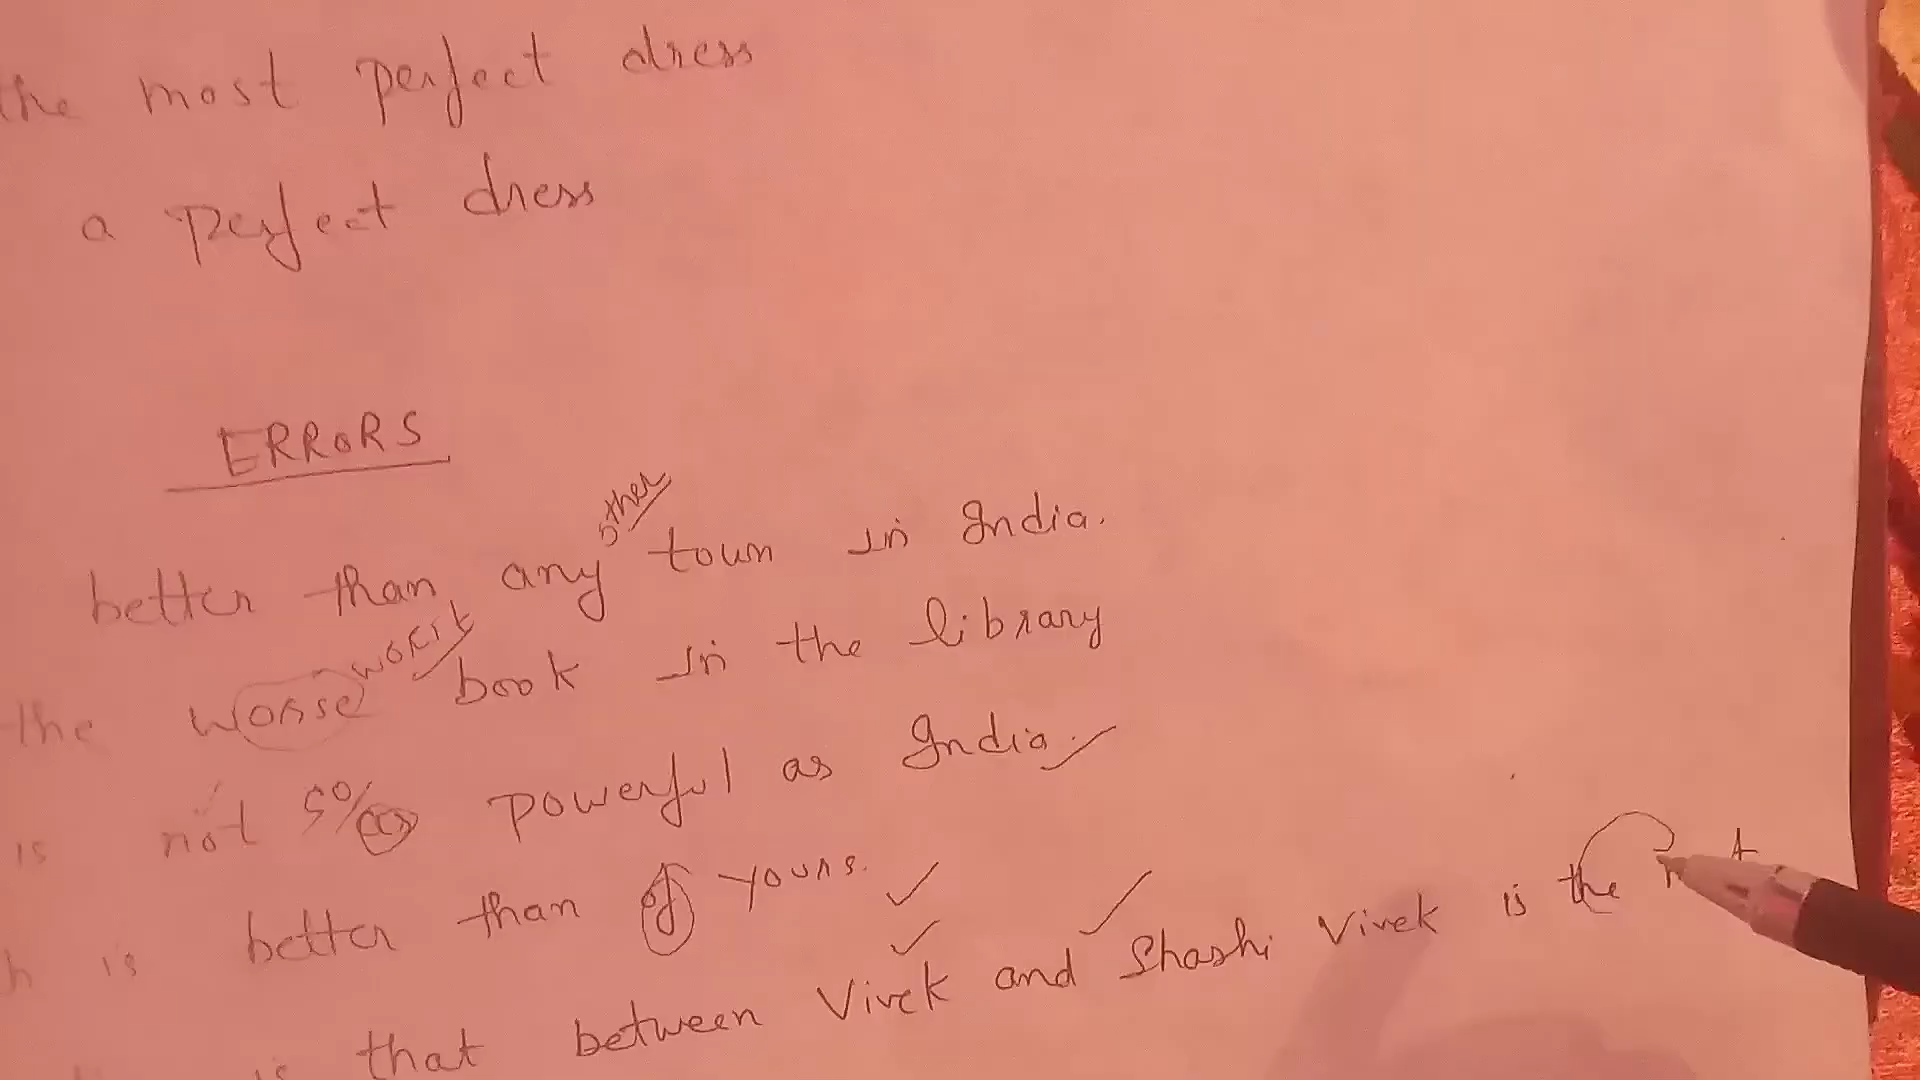 the most perfect dress
a perfect dress
ERRORS
other
better than any town in India.
worst
the worse book in the library
is not so/as powerful as India.
h is better than of yours.
is that between Vivek and Shashi Vivek is the